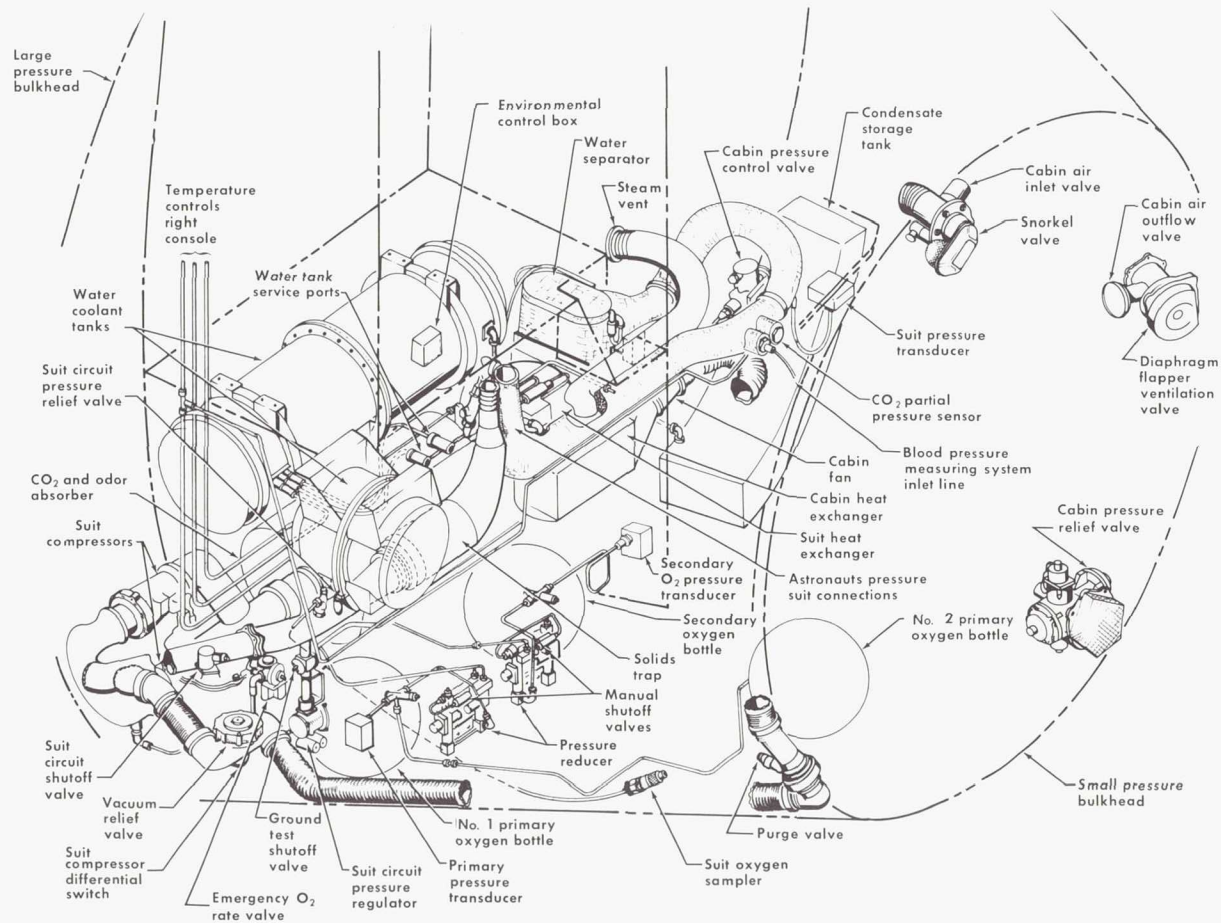 Large
pressure
bulkhead
Environmental
control box
Water
separator
Steam
vent
Cabin pressure
control valve
Condensate
storage
tank
Cabin air
inlet valve
Snorkel
valve
Cabin air
outflow
valve
Temperature
controls
right
console
Water tank
service ports
Water
coolant
tanks
Suit circuit
pressure
relief valve
Suit pressure
transducer
Diaphragm
flapper
ventilation
valve
CO2 partial
pressure sensor
Blood pressure
measuring system
inlet line
CO2 and odor
absorber
Suit
compressors
Cabin
fan
Cabin heat
exchanger
Suit heat
exchanger
Astronauts pressure
suit connections
Cabin pressure
relief valve
Secondary
O2 pressure
transducer
Secondary
oxygen
bottle
No. 2 primary
oxygen bottle
Solids
trap
Manual
shutoff
valves
Pressure
reducer
Small pressure
bulkhead
Suit
circuit
shutoff
valve
Vacuum
relief
valve
Suit
compressor
differential
switch
Ground
test
shutoff
valve
Emergency O2
rate valve
No. 1 primary
oxygen bottle
Suit circuit
pressure
regulator
Primary
pressure
transducer
Purge valve
Suit oxygen
sampler